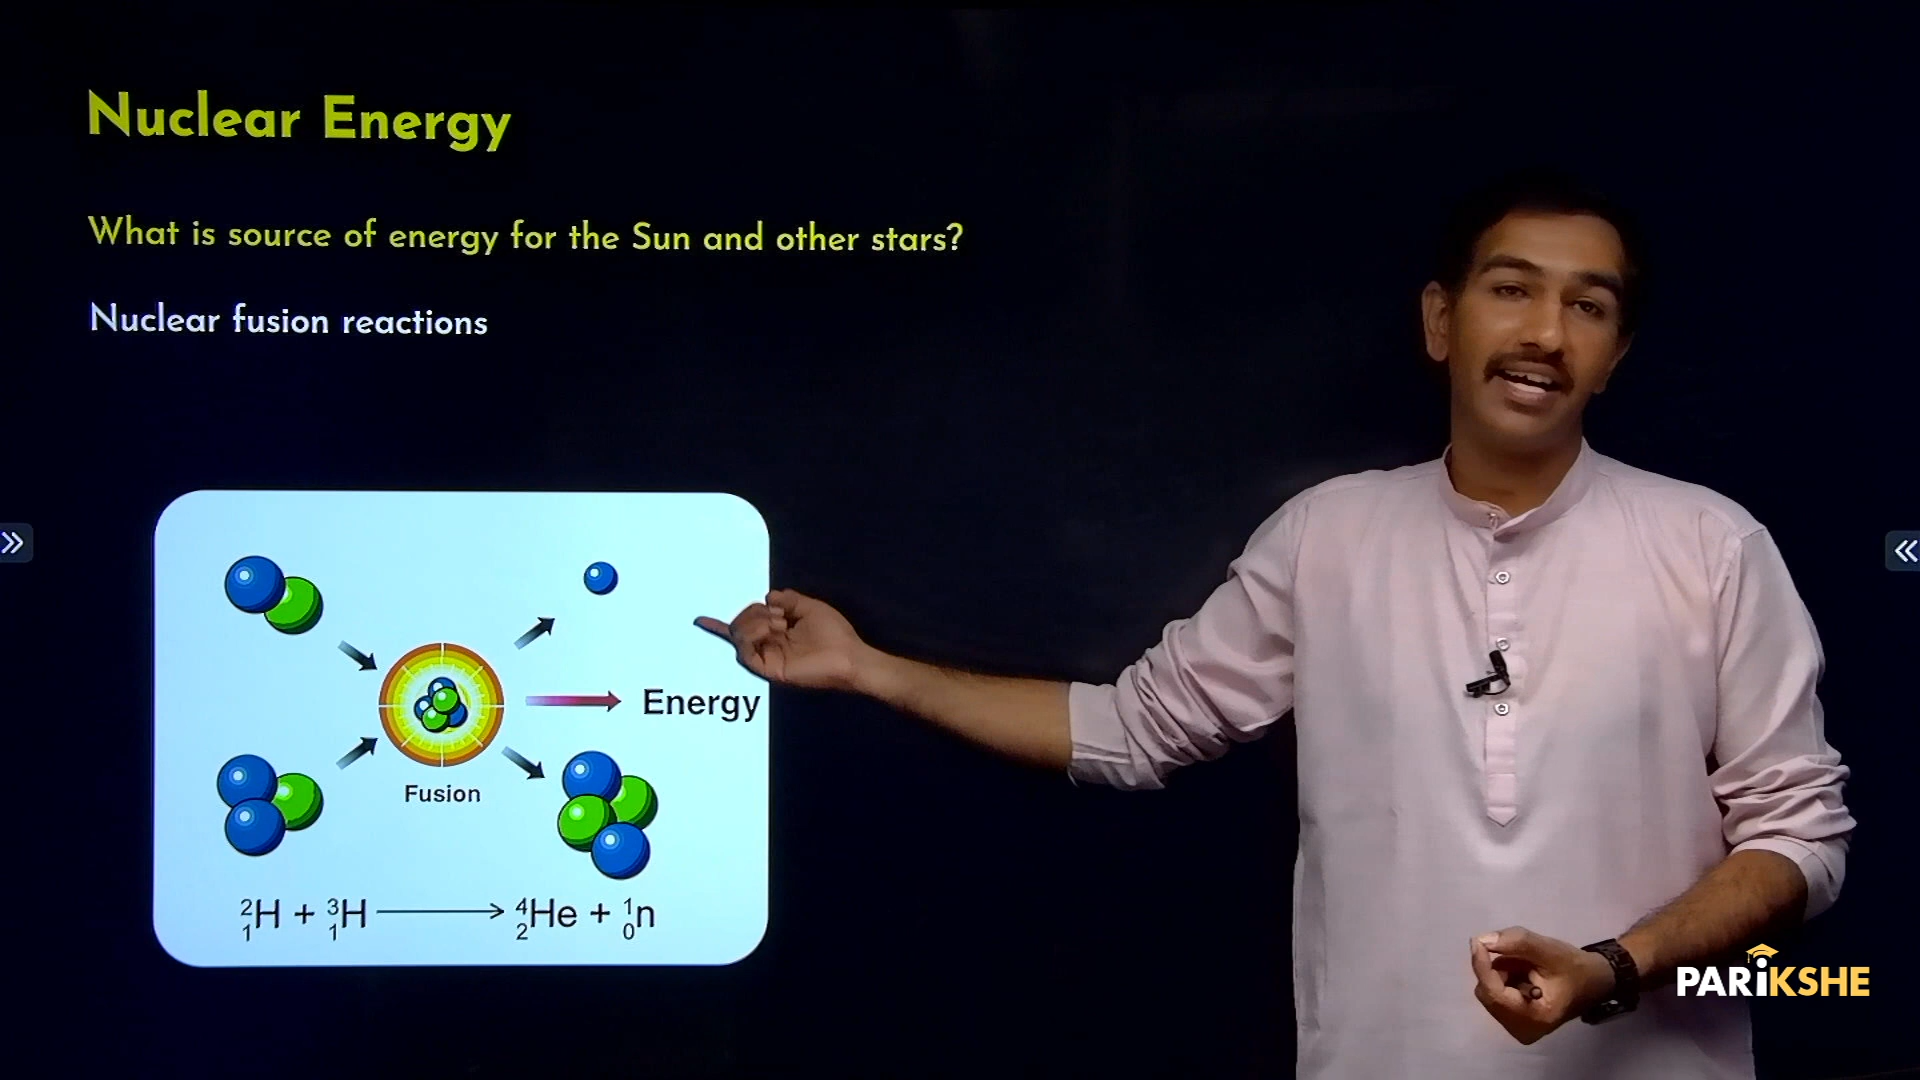 Nuclear Energy
What is source of energy for the Sun and other stars?
Nuclear fusion reactions
Energy
Fusion
²₁H + ³₁H ⟶ ⁴₂He + ¹₀n
PARiKSHE